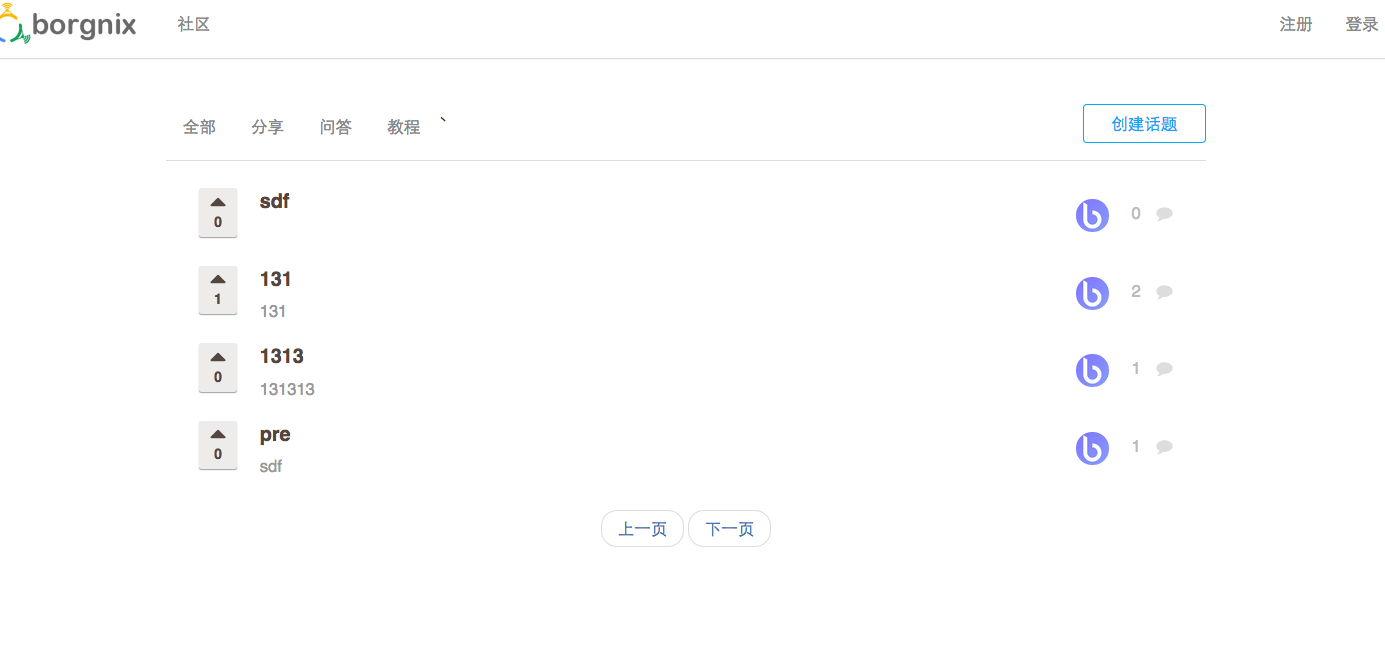 borgnix 社区 注册 登录
全部 分享 问答 教程 ` 创建话题
sdf
0 0
131
1 2
131
1313
0 1
131313
pre
0 1
sdf
上一页 下一页